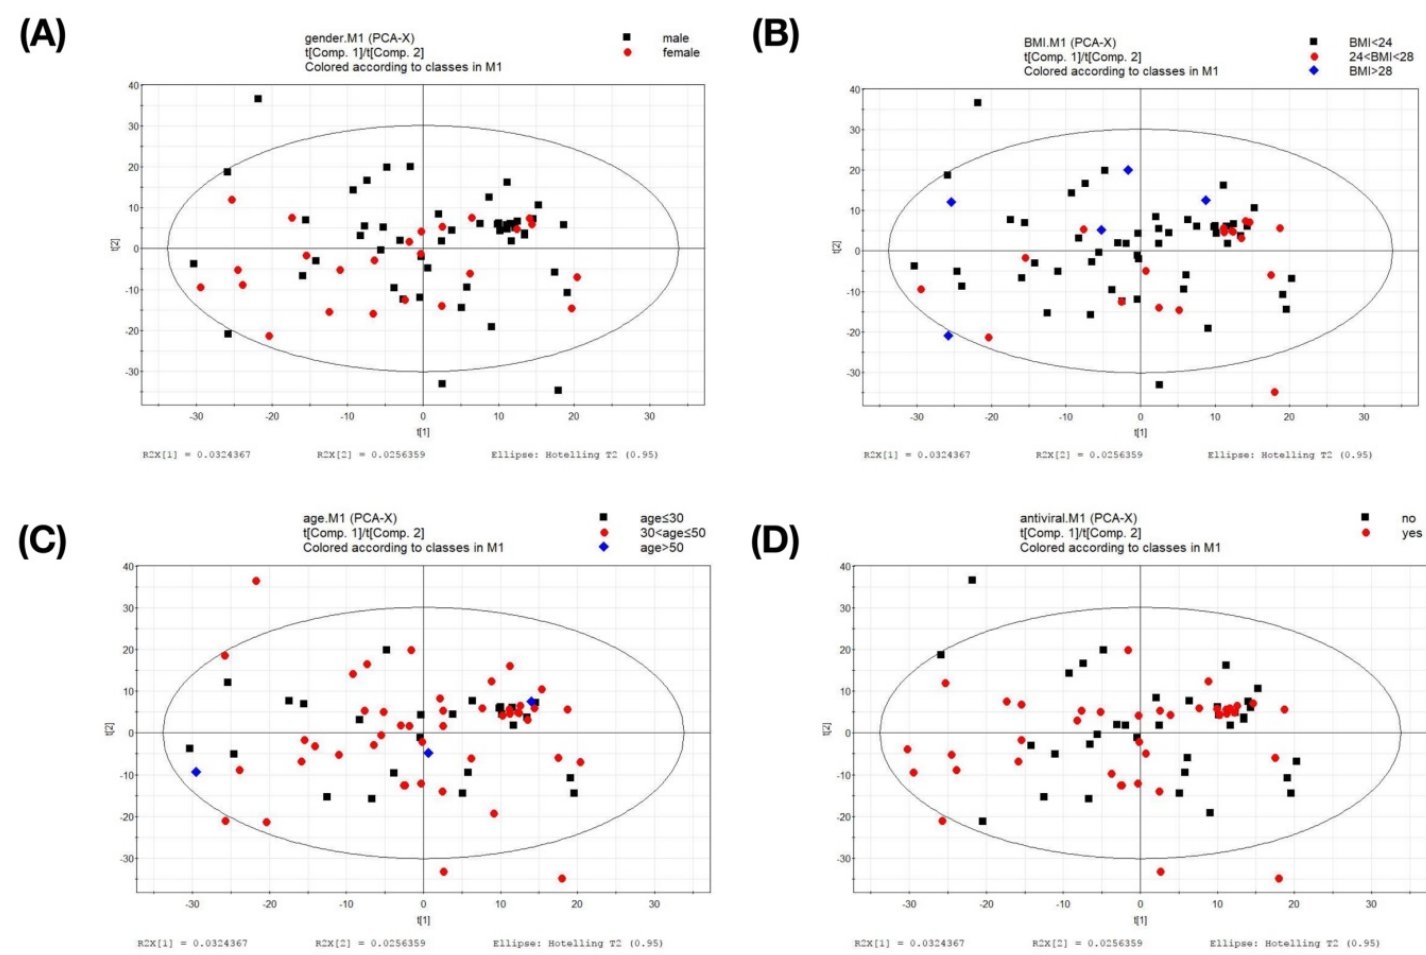 (A)
gender.M1 (PCA-X)
t[Comp. 1]/t[Comp. 2]
Colored according to classes in M1
male
female
40
30
20
10
0
-10
-20
-30
t[2]
-30 -20 -10 0 10 20 30
t[1]
R2X[1] = 0.0324367 R2X[2] = 0.0256359 Ellipse: Hotelling T2 (0.95)
(B)
BMI.M1 (PCA-X)
t[Comp. 1]/t[Comp. 2]
Colored according to classes in M1
BMI<24
24<BMI<28
BMI>28
40
30
20
10
0
-10
-20
-30
t[2]
-30 -20 -10 0 10 20 30
t[1]
R2X[1] = 0.0324367 R2X[2] = 0.0256359 Ellipse: Hotelling T2 (0.95)
(C)
age.M1 (PCA-X)
t[Comp. 1]/t[Comp. 2]
Colored according to classes in M1
age≤30
30<age≤50
age>50
40
30
20
10
0
-10
-20
-30
t[2]
-30 -20 -10 0 10 20 30
t[1]
R2X[1] = 0.0324367 R2X[2] = 0.0256359 Ellipse: Hotelling T2 (0.95)
(D)
antiviral.M1 (PCA-X)
t[Comp. 1]/t[Comp. 2]
Colored according to classes in M1
no
yes
40
30
20
10
0
-10
-20
-30
t[2]
-30 -20 -10 0 10 20 30
t[1]
R2X[1] = 0.0324367 R2X[2] = 0.0256359 Ellipse: Hotelling T2 (0.95)